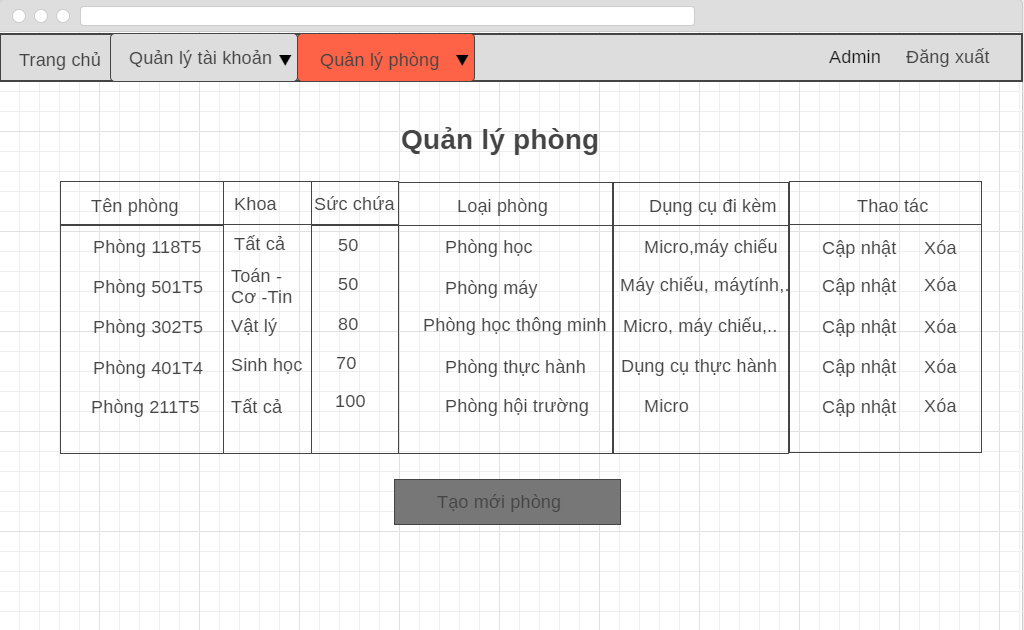 Trang chủ Quản lý tài khoản Quản lý phòng Admin Đăng xuất
Quản lý phòng
Tên phòng Khoa Sức chứa Loại phòng Dụng cụ đi kèm Thao tác
Phòng 118T5 Tất cả 50 Phòng học Micro,máy chiếu Cập nhật Xóa
Phòng 501T5 Toán - 50 Phòng máy Máy chiếu, máytính,. Cập nhật Xóa
Cơ -Tin
Phòng 302T5 Vật lý 80 Phòng học thông minh Micro, máy chiếu,.. Cập nhật Xóa
Phòng 401T4 Sinh học 70 Phòng thực hành Dụng cụ thực hành Cập nhật Xóa
Phòng 211T5 Tất cả 100 Phòng hội trường Micro Cập nhật Xóa
Tạo mới phòng